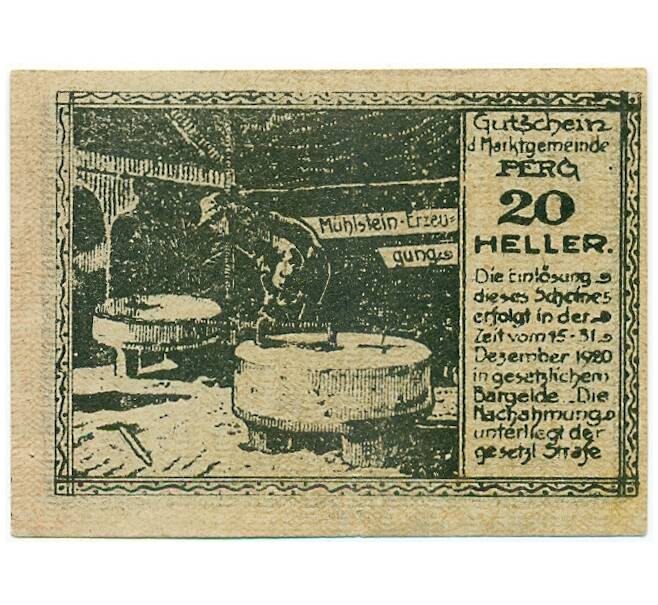 Mühlstein-Erzeu=
gung
Gutschein
d Marktgemeinde
PERG
20
HELLER.
Die Einlösung
dieses Scheines
erfolgt in der
Zeit vom 15-31
Dezember 1920
in gesetzlichem
Bargelde. Die
Nachahmung
unterliegt der
gesetzl Strafe